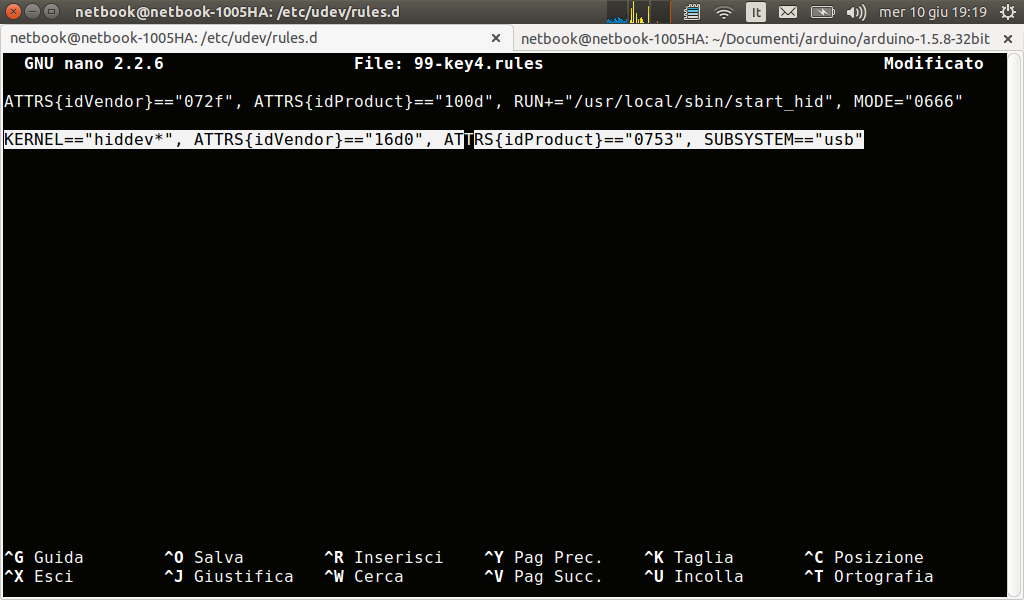 netbook@netbook-1005HA: /etc/udev/rules.d
It
mer 10 giu 19:19
netbook@netbook-1005HA: /etc/udev/rules.d
netbook@netbook-1005HA: ~/Documenti/arduino/arduino-1.5.8-32bit
GNU nano 2.2.6 File: 99-key4.rules Modificato
ATTRS{idVendor}=="072f", ATTRS{idProduct}=="100d", RUN+="/usr/local/sbin/start_hid", MODE="0666"
KERNEL=="hiddev*", ATTRS{idVendor}=="16d0", ATTRS{idProduct}=="0753", SUBSYSTEM=="usb"
^G Guida ^O Salva ^R Inserisci ^Y Pag Prec. ^K Taglia ^C Posizione
^X Esci ^J Giustifica ^W Cerca ^V Pag Succ. ^U Incolla ^T Ortografia